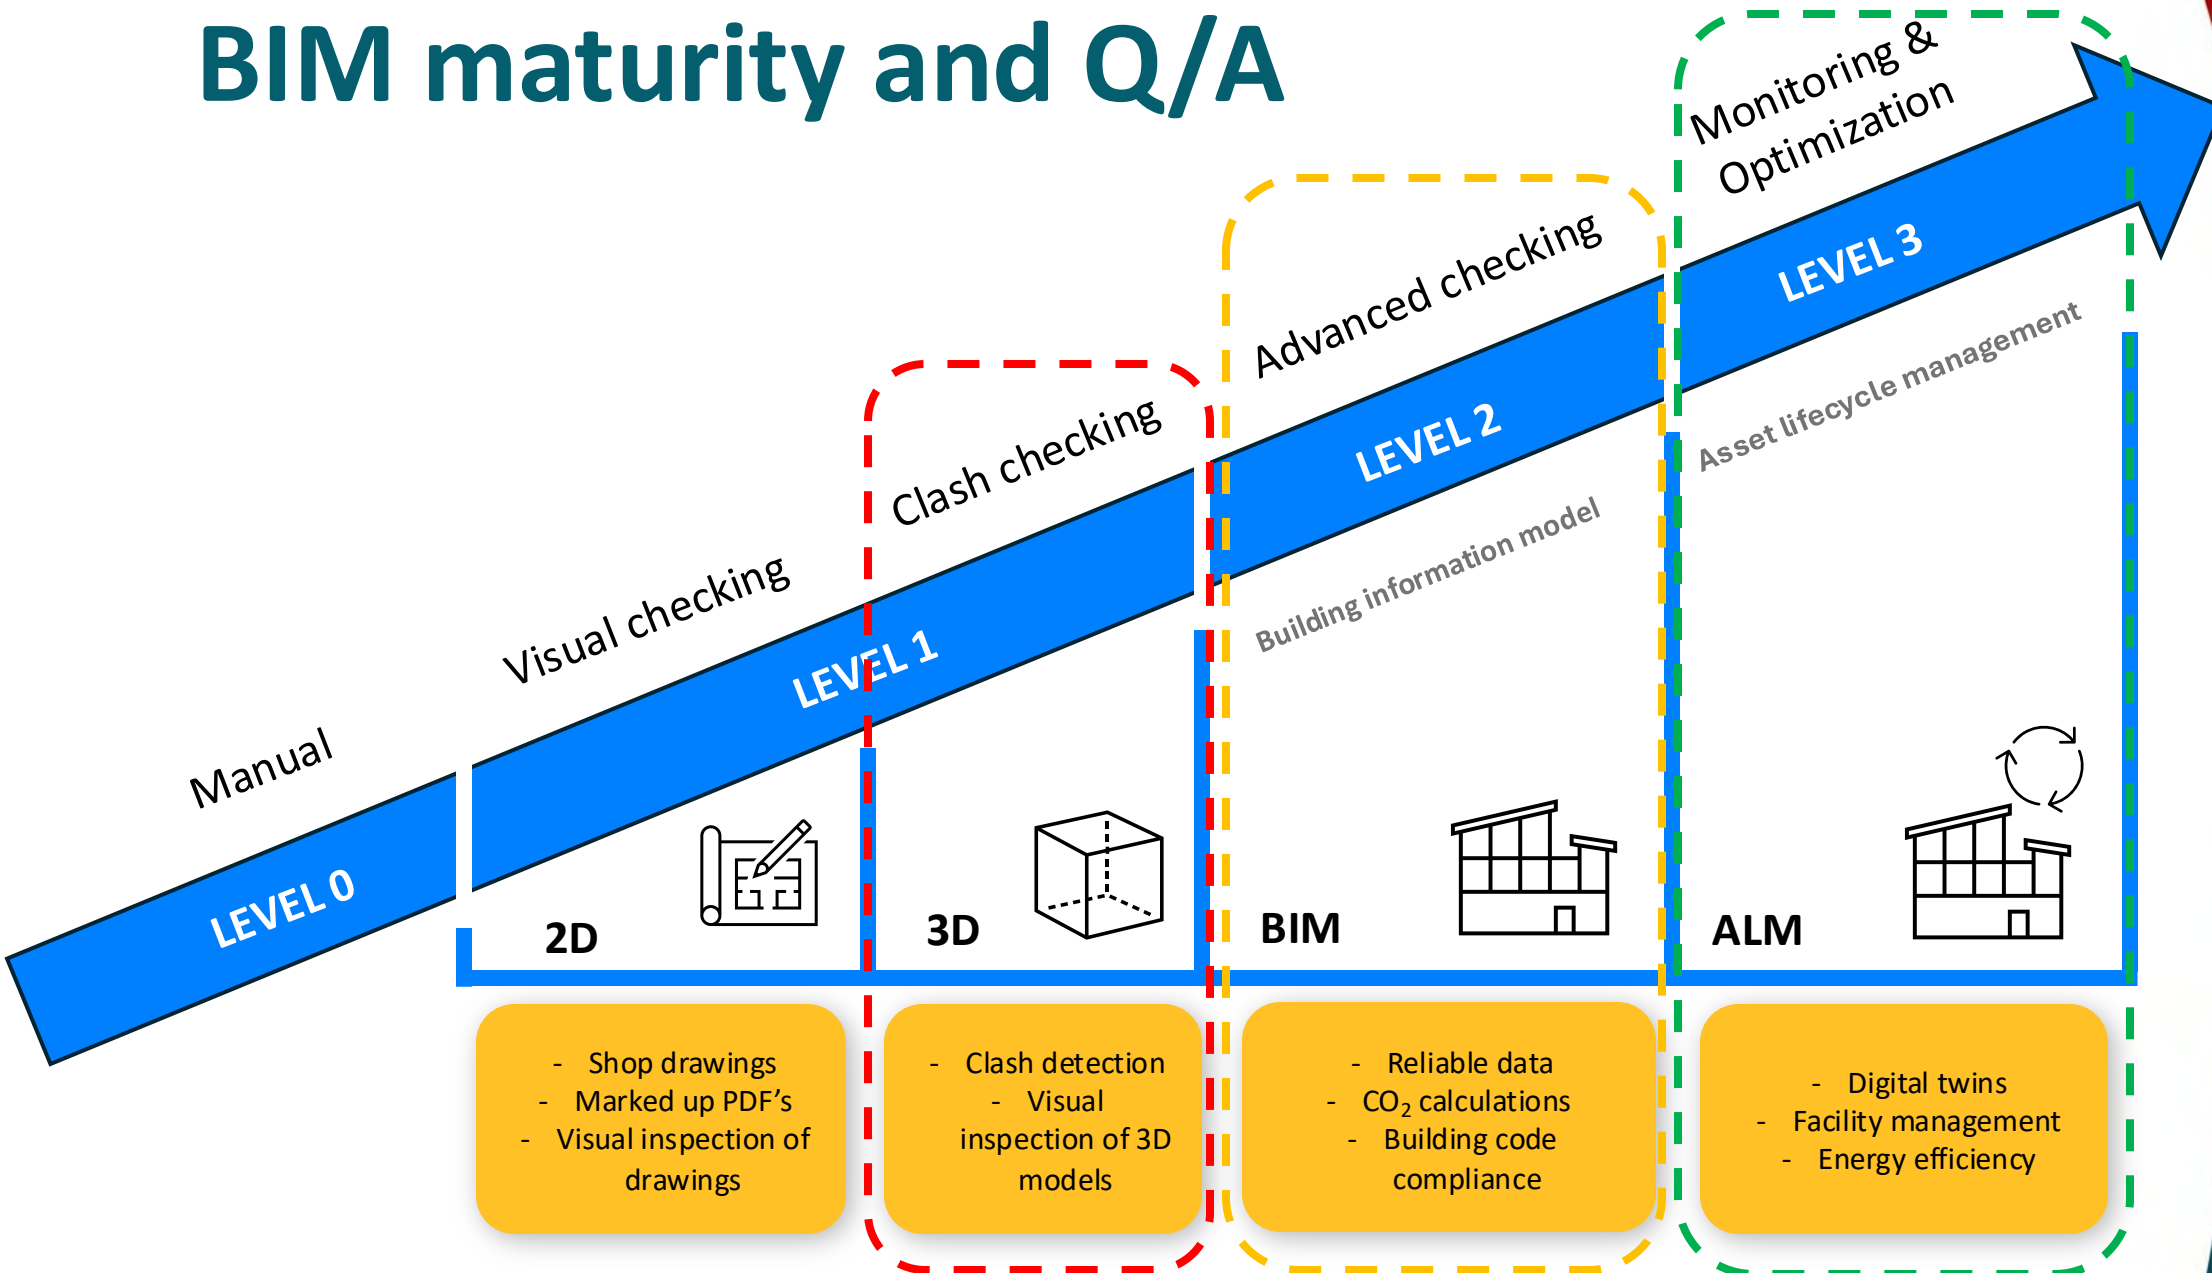 BIM maturity and Q/A
Manual
Visual checking
Clash checking
Advanced checking
Monitoring &
Optimization
LEVEL 0
LEVEL 1
LEVEL 2
LEVEL 3
Building information model
Asset lifecycle management
2D
3D
BIM
ALM
- Shop drawings
- Marked up PDF’s
- Visual inspection of
drawings
- Clash detection
- Visual
inspection of 3D
models
- Reliable data
- CO₂ calculations
- Building code
compliance
- Digital twins
- Facility management
- Energy efficiency